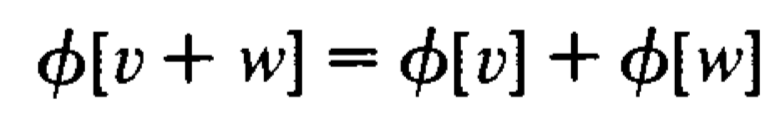 ϕ[v + w] = ϕ[v] + ϕ[w]